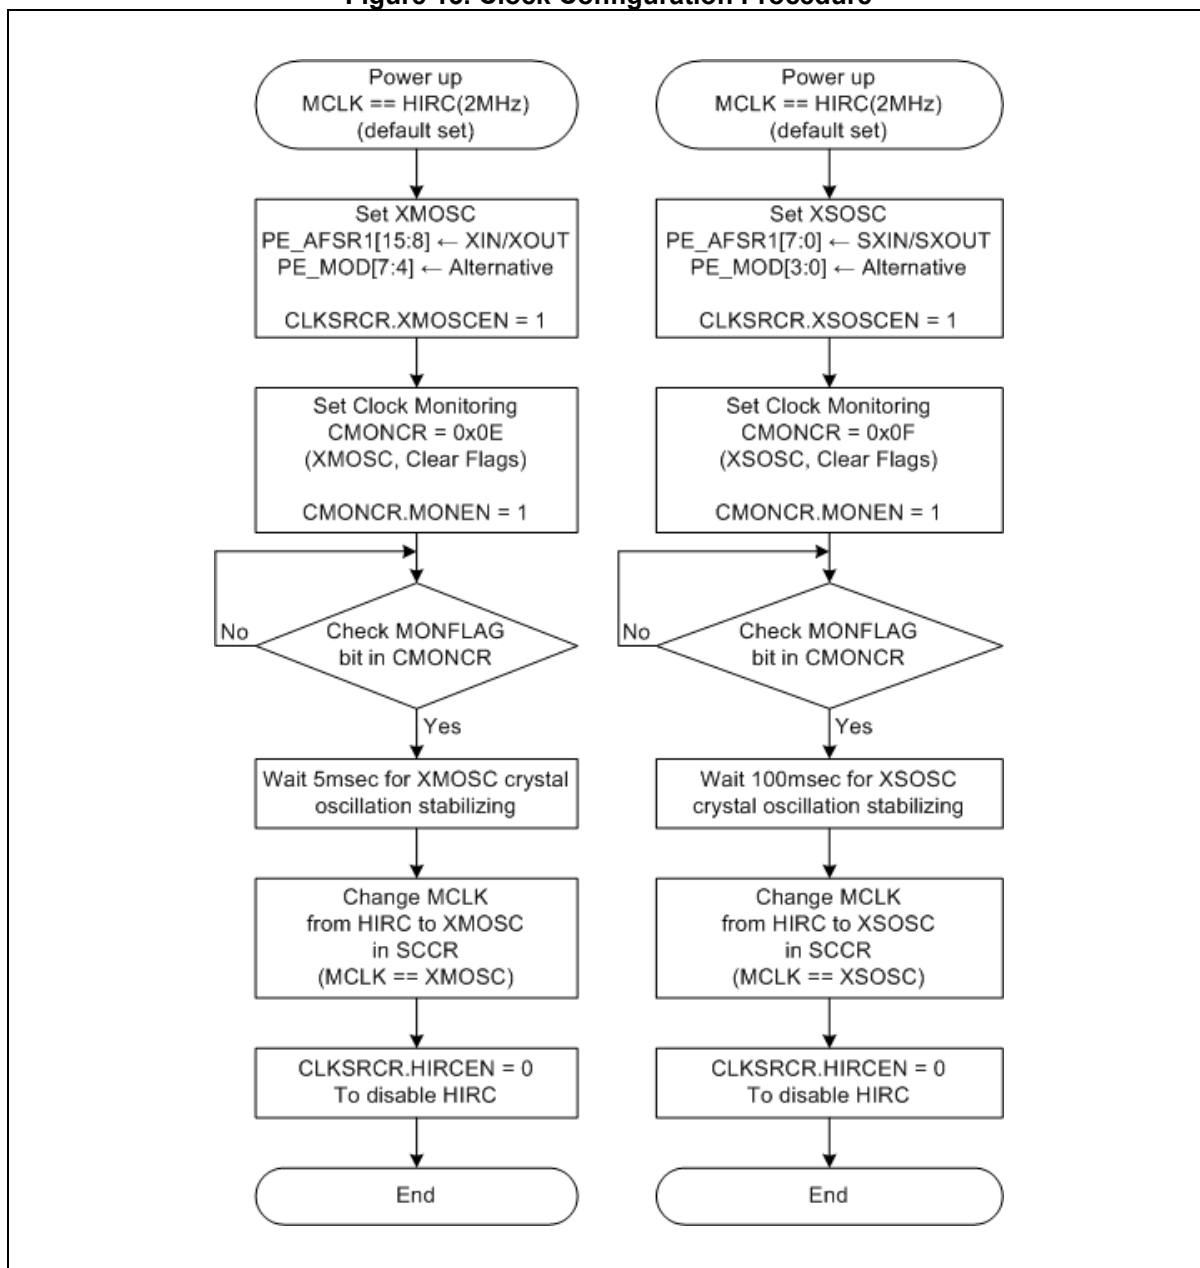 Power up
MCLK == HIRC(2MHz)
(default set)
Set XMOSC
PE_AFSR1[15:8] ← XIN/XOUT
PE_MOD[7:4] ← Alternative
CLKSRCR.XMOSCEN = 1
Set Clock Monitoring
CMONCR = 0x0E
(XMOSC, Clear Flags)
CMONCR.MONEN = 1
No
Check MONFLAG
bit in CMONCR
Yes
Wait 5msec for XMOSC crystal
oscillation stabilizing
Change MCLK
from HIRC to XMOSC
in SCCR
(MCLK == XMOSC)
CLKSRCR.HIRCEN = 0
To disable HIRC
End
Power up
MCLK == HIRC(2MHz)
(default set)
Set XSOSC
PE_AFSR1[7:0] ← SXIN/SXOUT
PE_MOD[3:0] ← Alternative
CLKSRCR.XSOSCEN = 1
Set Clock Monitoring
CMONCR = 0x0F
(XSOSC, Clear Flags)
CMONCR.MONEN = 1
No
Check MONFLAG
bit in CMONCR
Yes
Wait 100msec for XSOSC
crystal oscillation stabilizing
Change MCLK
from HIRC to XSOSC
in SCCR
(MCLK == XSOSC)
CLKSRCR.HIRCEN = 0
To disable HIRC
End